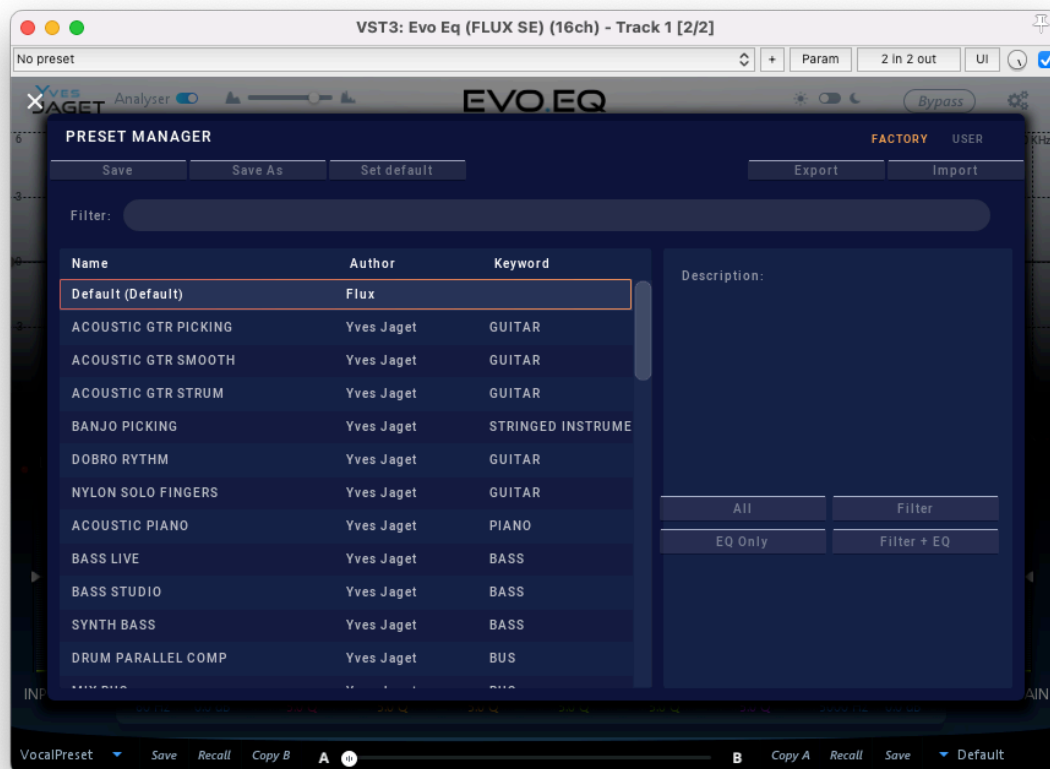 VST3: Evo Eq (FLUX SE) (16ch) - Track 1 [2/2]
No preset + Param 2 in 2 out UI
YVES JAGET Analyser EVO.EQ Bypass
PRESET MANAGER FACTORY USER
Save Save As Set default Export Import
Filter:
Name Author Keyword
Description:
Default (Default) Flux
ACOUSTIC GTR PICKING Yves Jaget GUITAR
ACOUSTIC GTR SMOOTH Yves Jaget GUITAR
ACOUSTIC GTR STRUM Yves Jaget GUITAR
BANJO PICKING Yves Jaget STRINGED INSTRUME
DOBRO RYTHM Yves Jaget GUITAR
NYLON SOLO FINGERS Yves Jaget GUITAR
All Filter
ACOUSTIC PIANO Yves Jaget PIANO
EQ Only Filter + EQ
BASS LIVE Yves Jaget BASS
BASS STUDIO Yves Jaget BASS
SYNTH BASS Yves Jaget BASS
DRUM PARALLEL COMP Yves Jaget BUS
INP AIN
VocalPreset Save Recall Copy B A B Copy A Recall Save Default